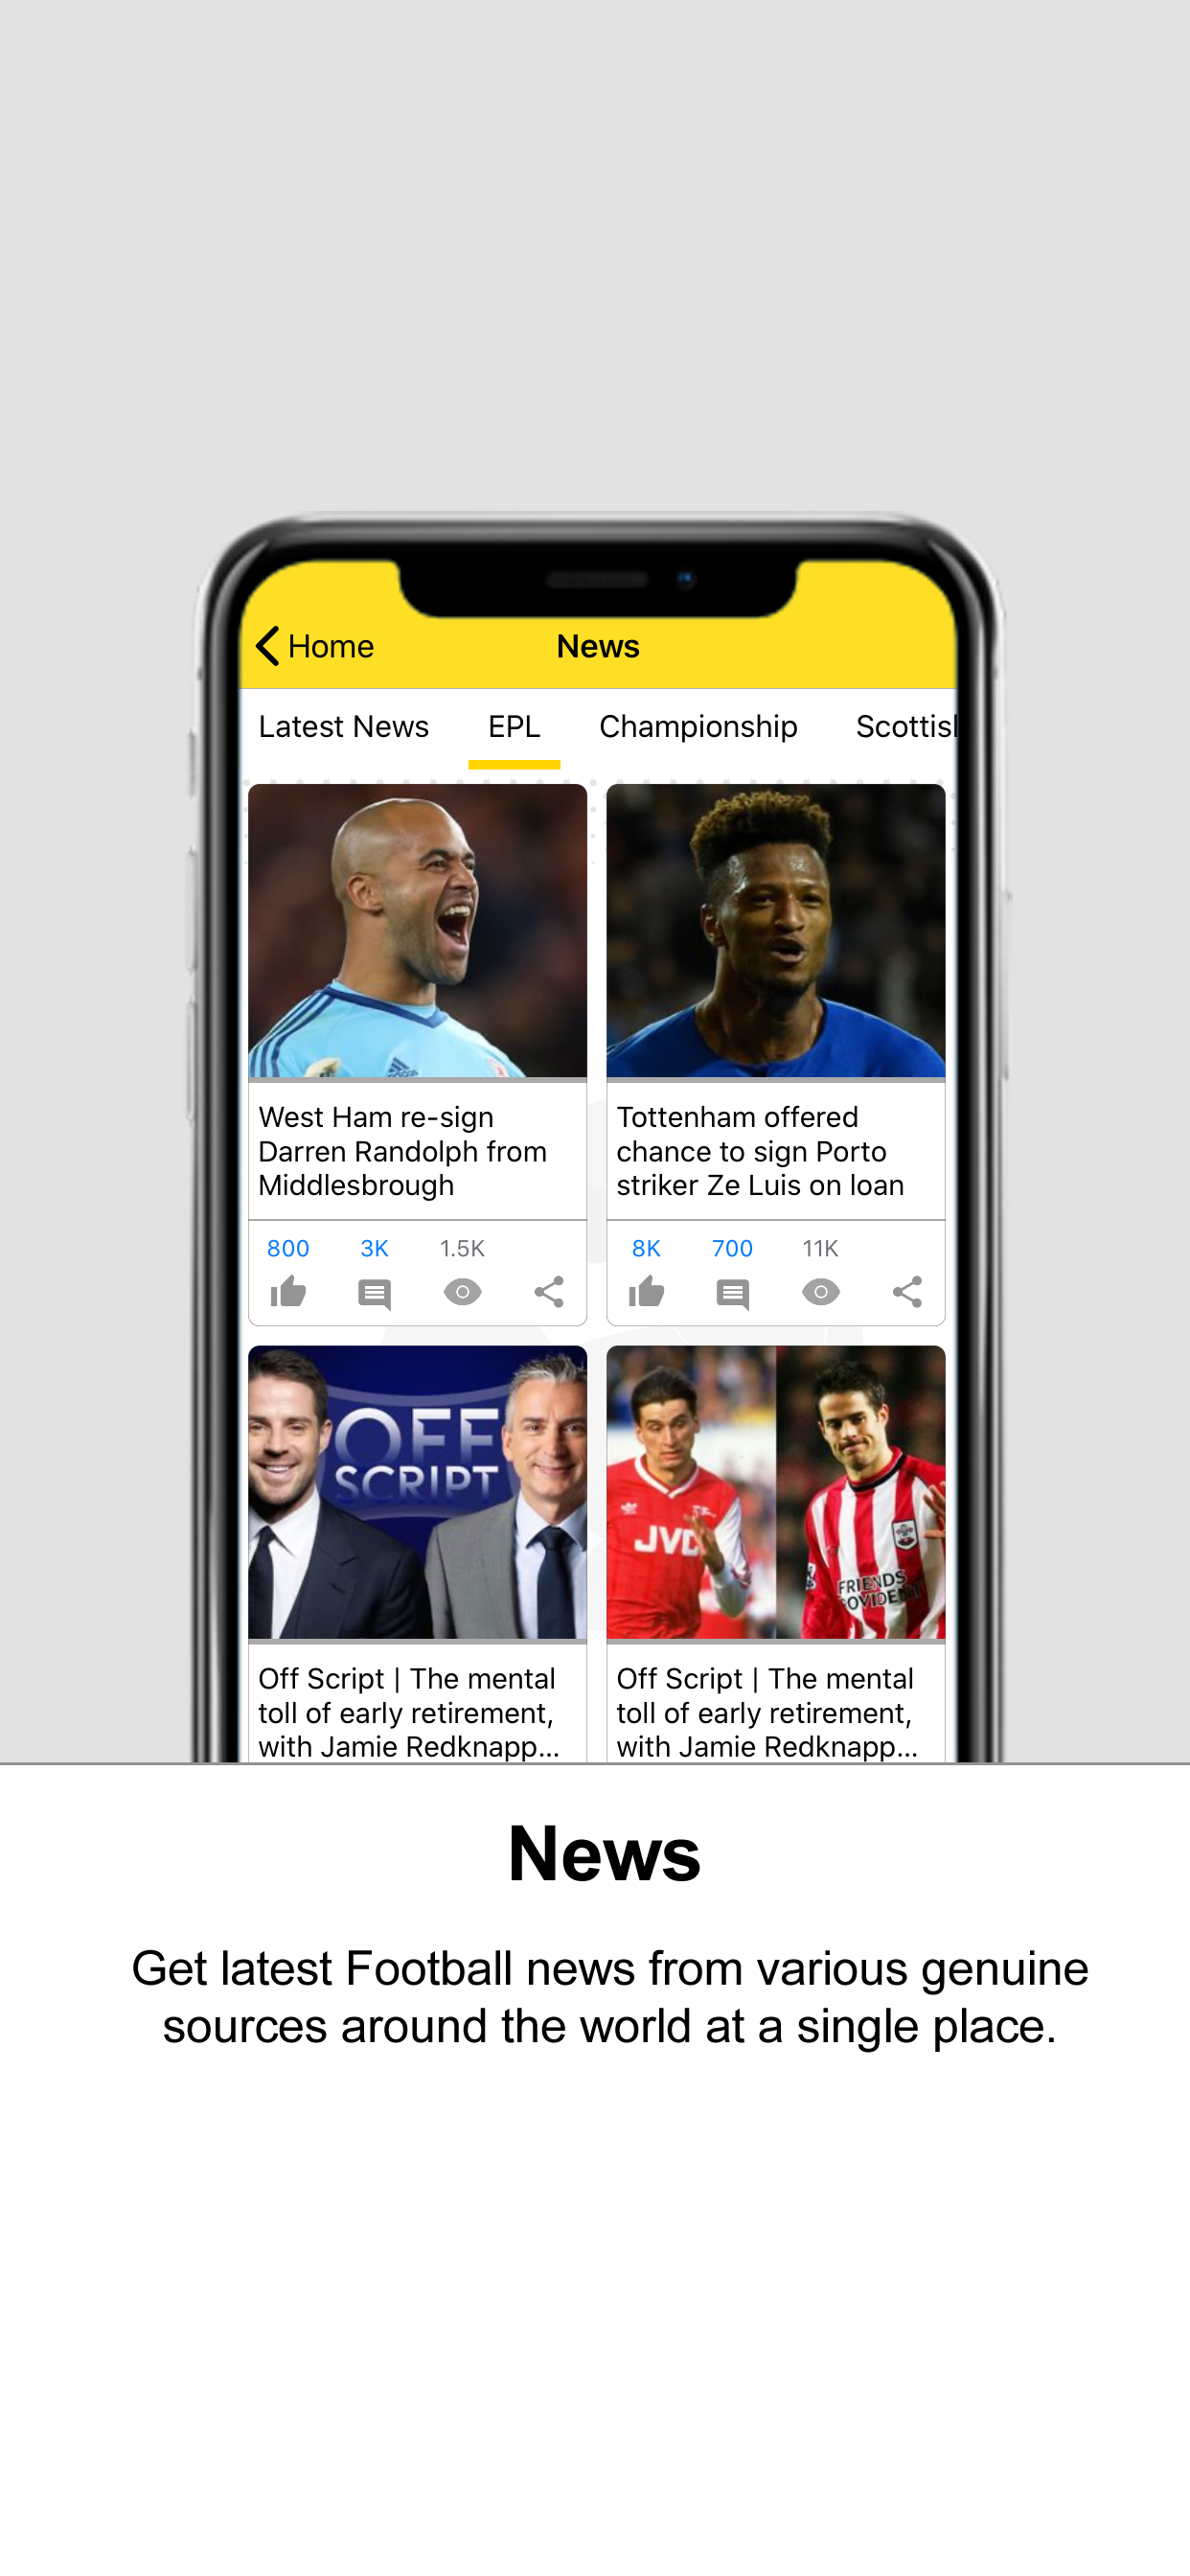 Home
News
Latest News
EPL
Championship
Scottish
West Ham re-sign
Darren Randolph from
Middlesbrough
800
3K
1.5K
Tottenham offered
chance to sign Porto
striker Ze Luis on loan
8K
700
11K
OFF
SCRIPT
JVC
FRIENDS
Off Script | The mental
toll of early retirement,
with Jamie Redknapp...
Off Script | The mental
toll of early retirement,
with Jamie Redknapp...
News
Get latest Football news from various genuine
sources around the world at a single place.